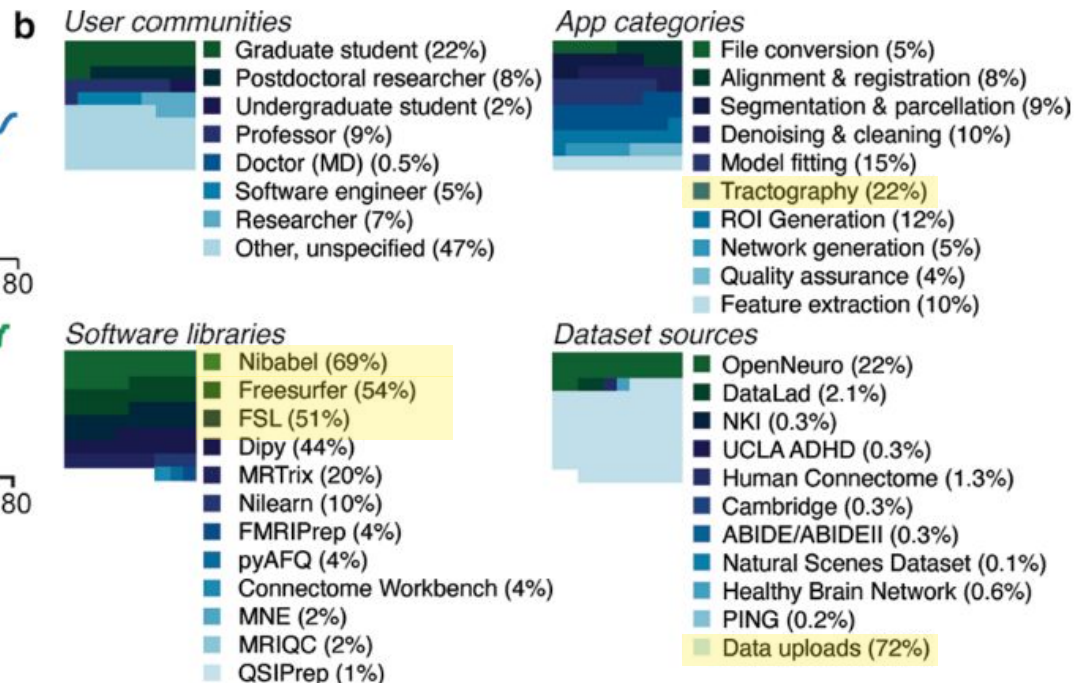 b
User communities
Graduate student (22%)
Postdoctoral researcher (8%)
Undergraduate student (2%)
Professor (9%)
Doctor (MD) (0.5%)
Software engineer (5%)
Researcher (7%)
Other, unspecified (47%)
App categories
File conversion (5%)
Alignment & registration (8%)
Segmentation & parcellation (9%)
Denoising & cleaning (10%)
Model fitting (15%)
Tractography (22%)
ROI Generation (12%)
Network generation (5%)
Quality assurance (4%)
Feature extraction (10%)
80
Software libraries
Nibabel (69%)
Freesurfer (54%)
FSL (51%)
Dipy (44%)
MRTrix (20%)
Nilearn (10%)
FMRIPrep (4%)
pyAFQ (4%)
Connectome Workbench (4%)
MNE (2%)
MRIQC (2%)
QSIPrep (1%)
80
Dataset sources
OpenNeuro (22%)
DataLad (2.1%)
NKI (0.3%)
UCLA ADHD (0.3%)
Human Connectome (1.3%)
Cambridge (0.3%)
ABIDE/ABIDEII (0.3%)
Natural Scenes Dataset (0.1%)
Healthy Brain Network (0.6%)
PING (0.2%)
Data uploads (72%)